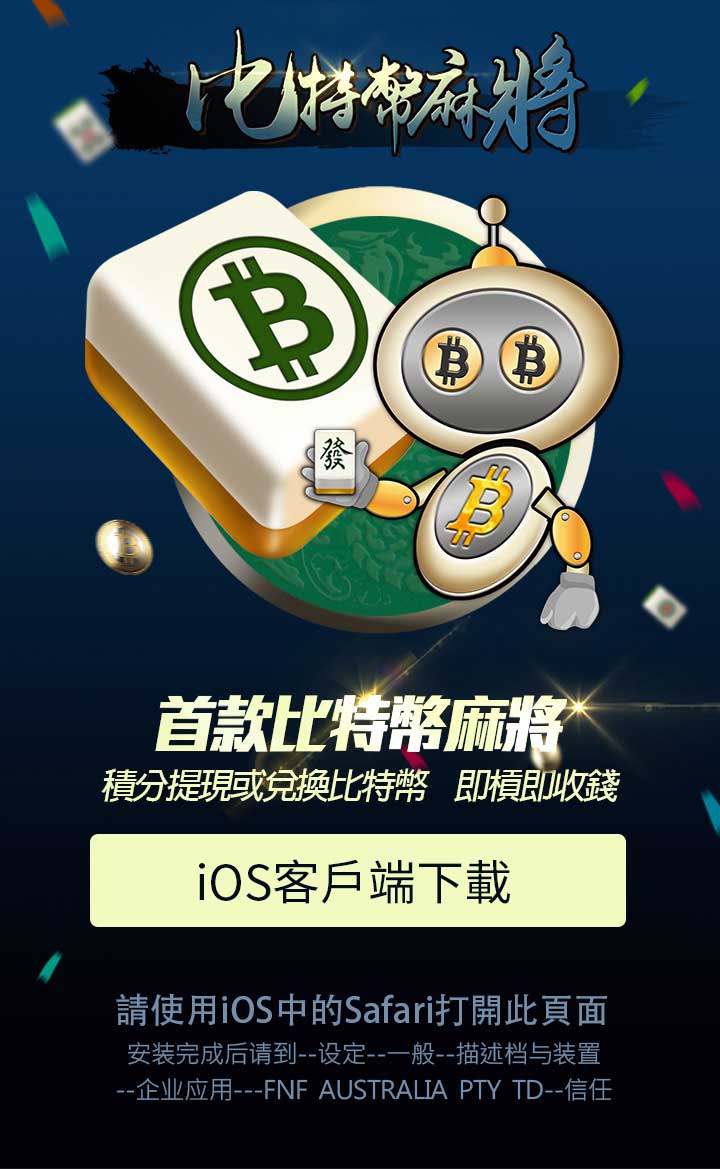 比特幣麻將
發
首款比特幣麻將
積分提現或兌換比特幣 即槓即收錢
iOS客戶端下載
請使用iOS中的Safari打開此頁面
安装完成后请到--设定--一般--描述档与装置
--企业应用---FNF AUSTRALIA PTY TD--信任